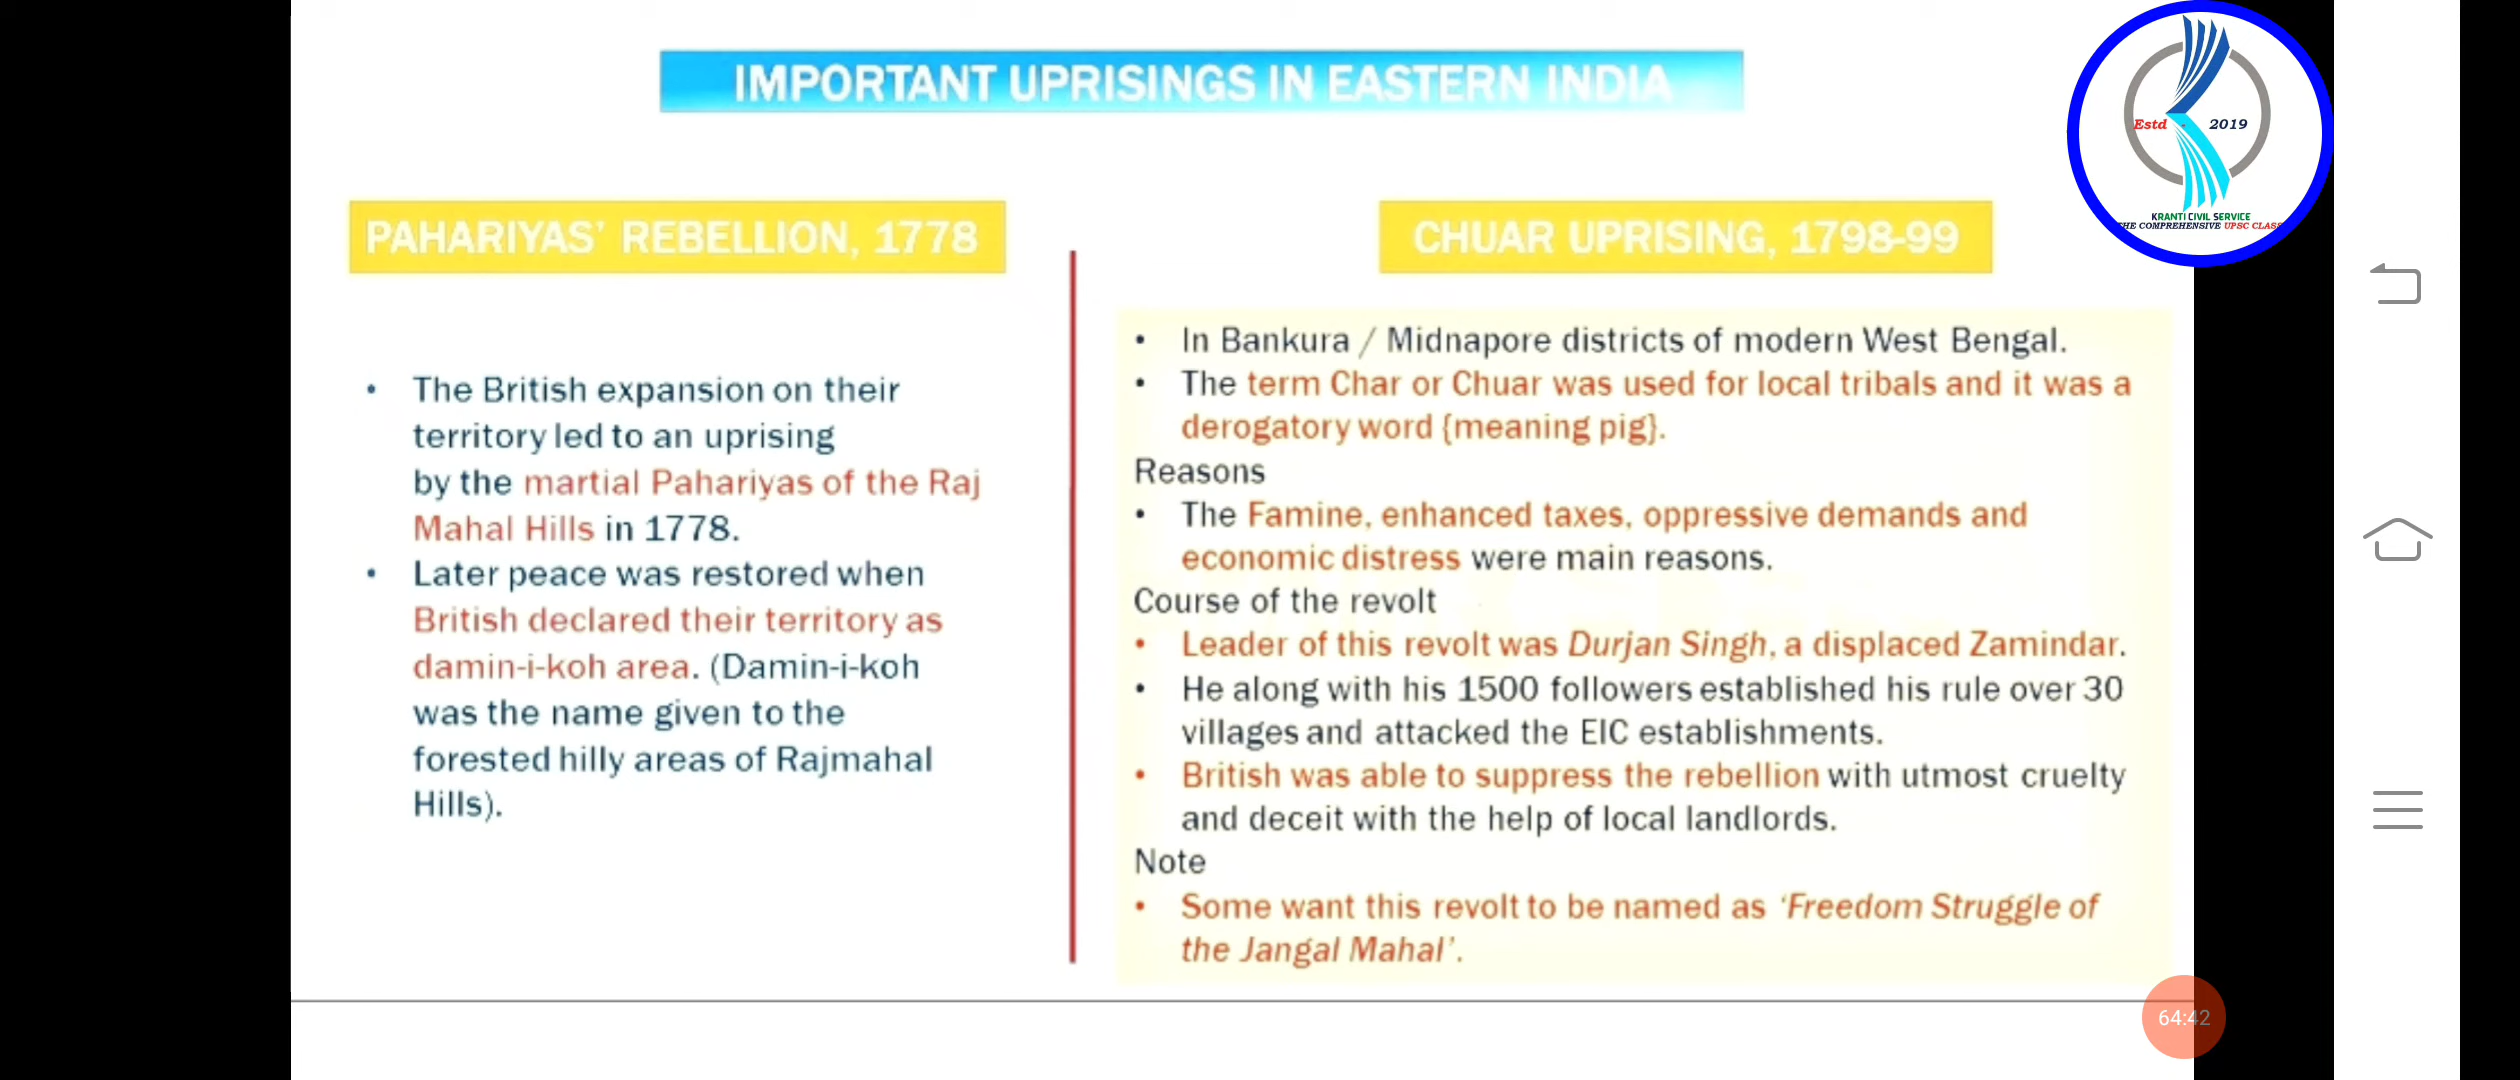 IMPORTANT UPRISINGS IN EASTERN INDIA
Estd - 2019
KRANTI CIVIL SERVICE
THE COMPREHENSIVE UPSC CLASS
PAHARIYAS' REBELLION, 1778
• The British expansion on their
territory led to an uprising
by the martial Pahariyas of the Raj
Mahal Hills in 1778.
• Later peace was restored when
British declared their territory as
damin-i-koh area. (Damin-i-koh
was the name given to the
forested hilly areas of Rajmahal
Hills).
CHUAR UPRISING, 1798-99
• In Bankura / Midnapore districts of modern West Bengal.
• The term Char or Chuar was used for local tribals and it was a
derogatory word {meaning pig}.
Reasons
• The Famine, enhanced taxes, oppressive demands and
economic distress were main reasons.
Course of the revolt
• Leader of this revolt was Durjan Singh, a displaced Zamindar.
• He along with his 1500 followers established his rule over 30
villages and attacked the EIC establishments.
• British was able to suppress the rebellion with utmost cruelty
and deceit with the help of local landlords.
Note
• Some want this revolt to be named as 'Freedom Struggle of
the Jangal Mahal'.
64:42